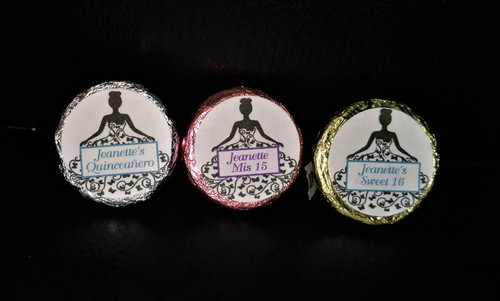 Jeanette's
Quinceañero
Jeanette
Mis 15
Jeanette's
Sweet 16